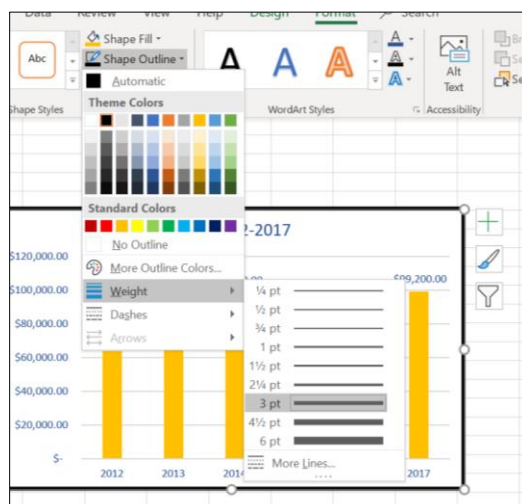 Data Review View Help Design Format Search
Abc
Shape Fill
Shape Outline
A A A
A
A
A
Alt
Text
Shape Styles
WordArt Styles
Accessibility
Automatic
Theme Colors
Standard Colors
No Outline
More Outline Colors...
Weight
Dashes
Arrows
¼ pt
½ pt
¾ pt
1 pt
1½ pt
2¼ pt
3 pt
4½ pt
6 pt
More Lines...
-2017
$120,000.00
$100,000.00
$80,000.00
$60,000.00
$40,000.00
$20,000.00
$-
2012 2013 2017